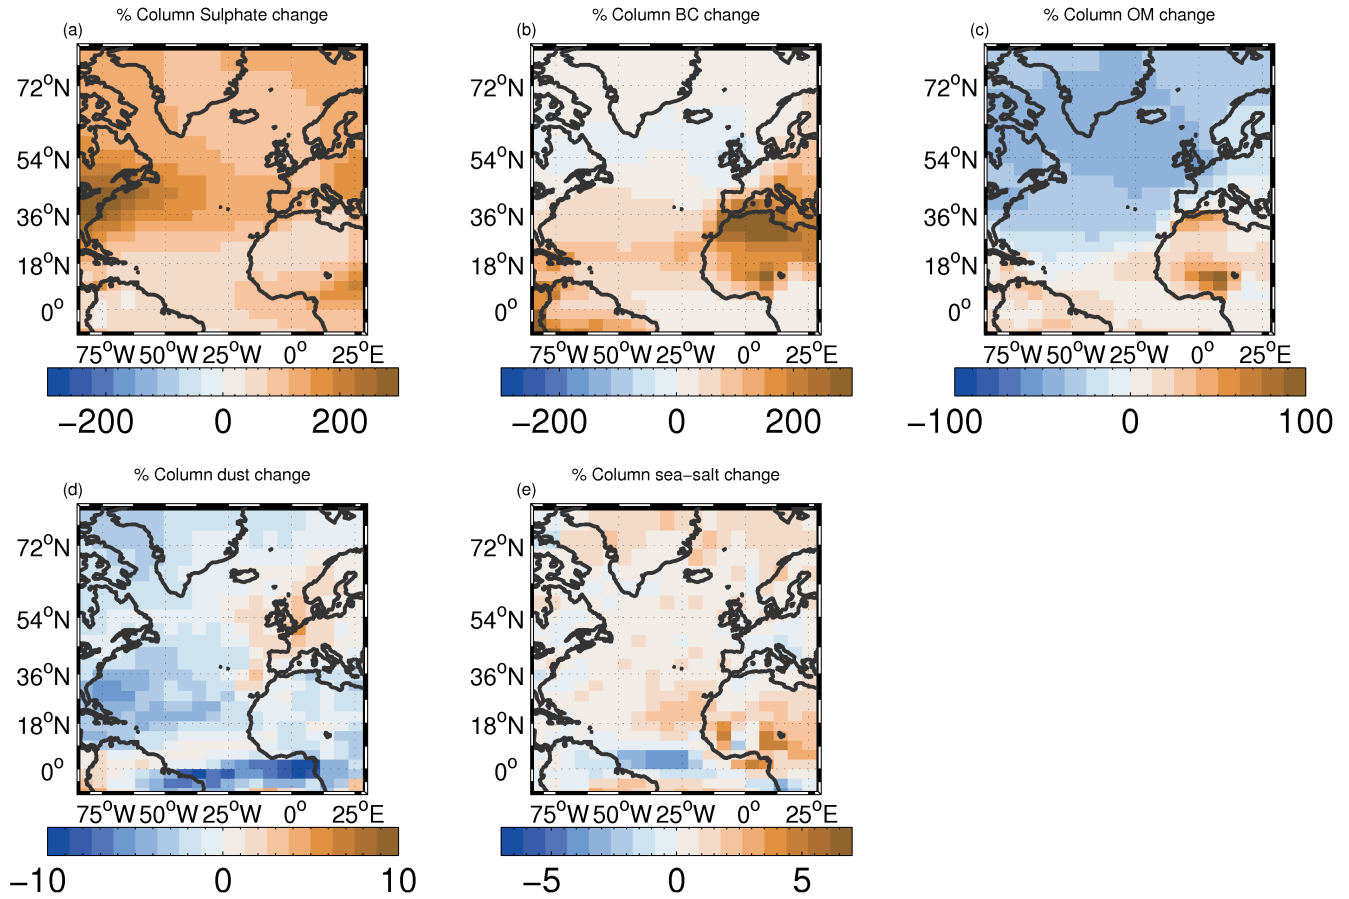 % Column Sulphate change
(a)
72°N
54°N
36°N
18°N
0°
75°W 50°W 25°W 0° 25°E
−200 0 200
% Column BC change
(b)
72°N
54°N
36°N
18°N
0°
75°W 50°W 25°W 0° 25°E
−200 0 200
% Column OM change
(c)
72°N
54°N
36°N
18°N
0°
75°W 50°W 25°W 0° 25°E
−100 0 100
% Column dust change
(d)
72°N
54°N
36°N
18°N
0°
75°W 50°W 25°W 0° 25°E
−10 0 10
% Column sea−salt change
(e)
72°N
54°N
36°N
18°N
0°
75°W 50°W 25°W 0° 25°E
−5 0 5